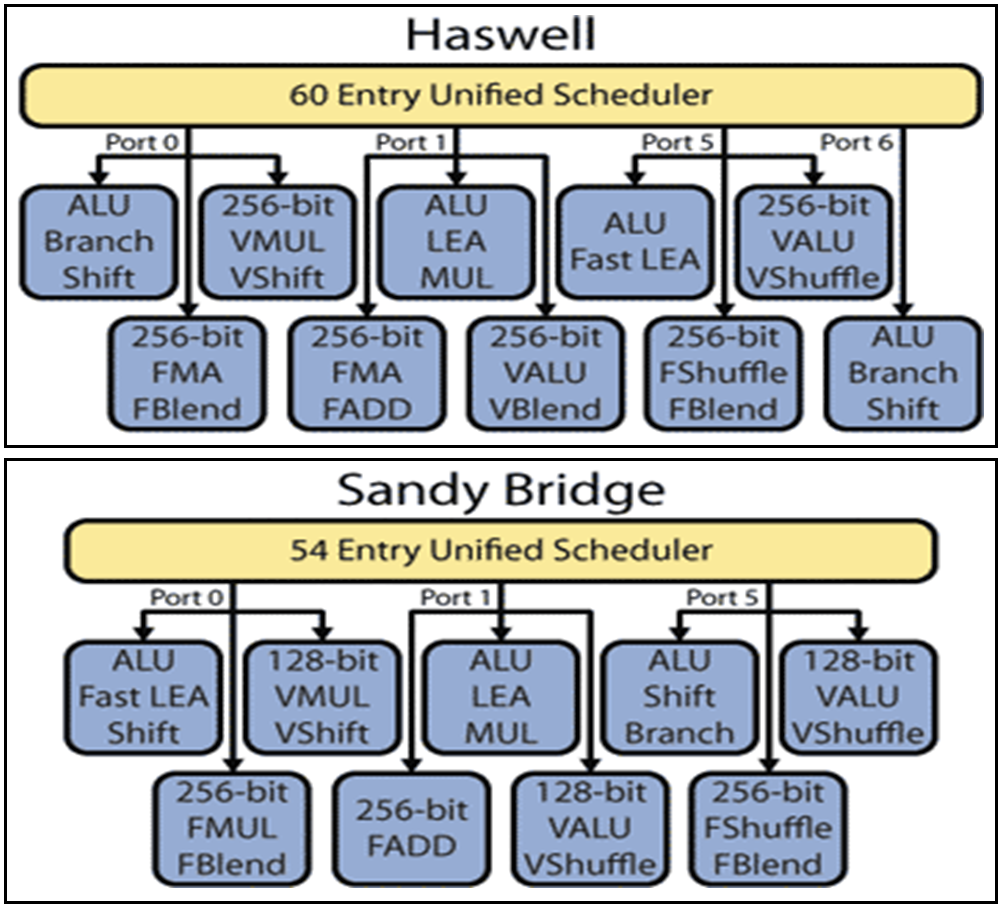 Haswell
60 Entry Unified Scheduler
Port 0
Port 1
Port 5
Port 6
ALU
Branch
Shift
256-bit
VMUL
VShift
ALU
LEA
MUL
ALU
Fast LEA
256-bit
VALU
VShuffle
256-bit
FMA
FBlend
256-bit
FMA
FADD
256-bit
VALU
VBlend
256-bit
FShuffle
FBlend
ALU
Branch
Shift
Sandy Bridge
54 Entry Unified Scheduler
Port 0
Port 1
Port 5
ALU
Fast LEA
Shift
128-bit
VMUL
VShift
ALU
LEA
MUL
ALU
Shift
Branch
128-bit
VALU
VShuffle
256-bit
FMUL
FBlend
256-bit
FADD
128-bit
VALU
VShuffle
256-bit
FShuffle
FBlend